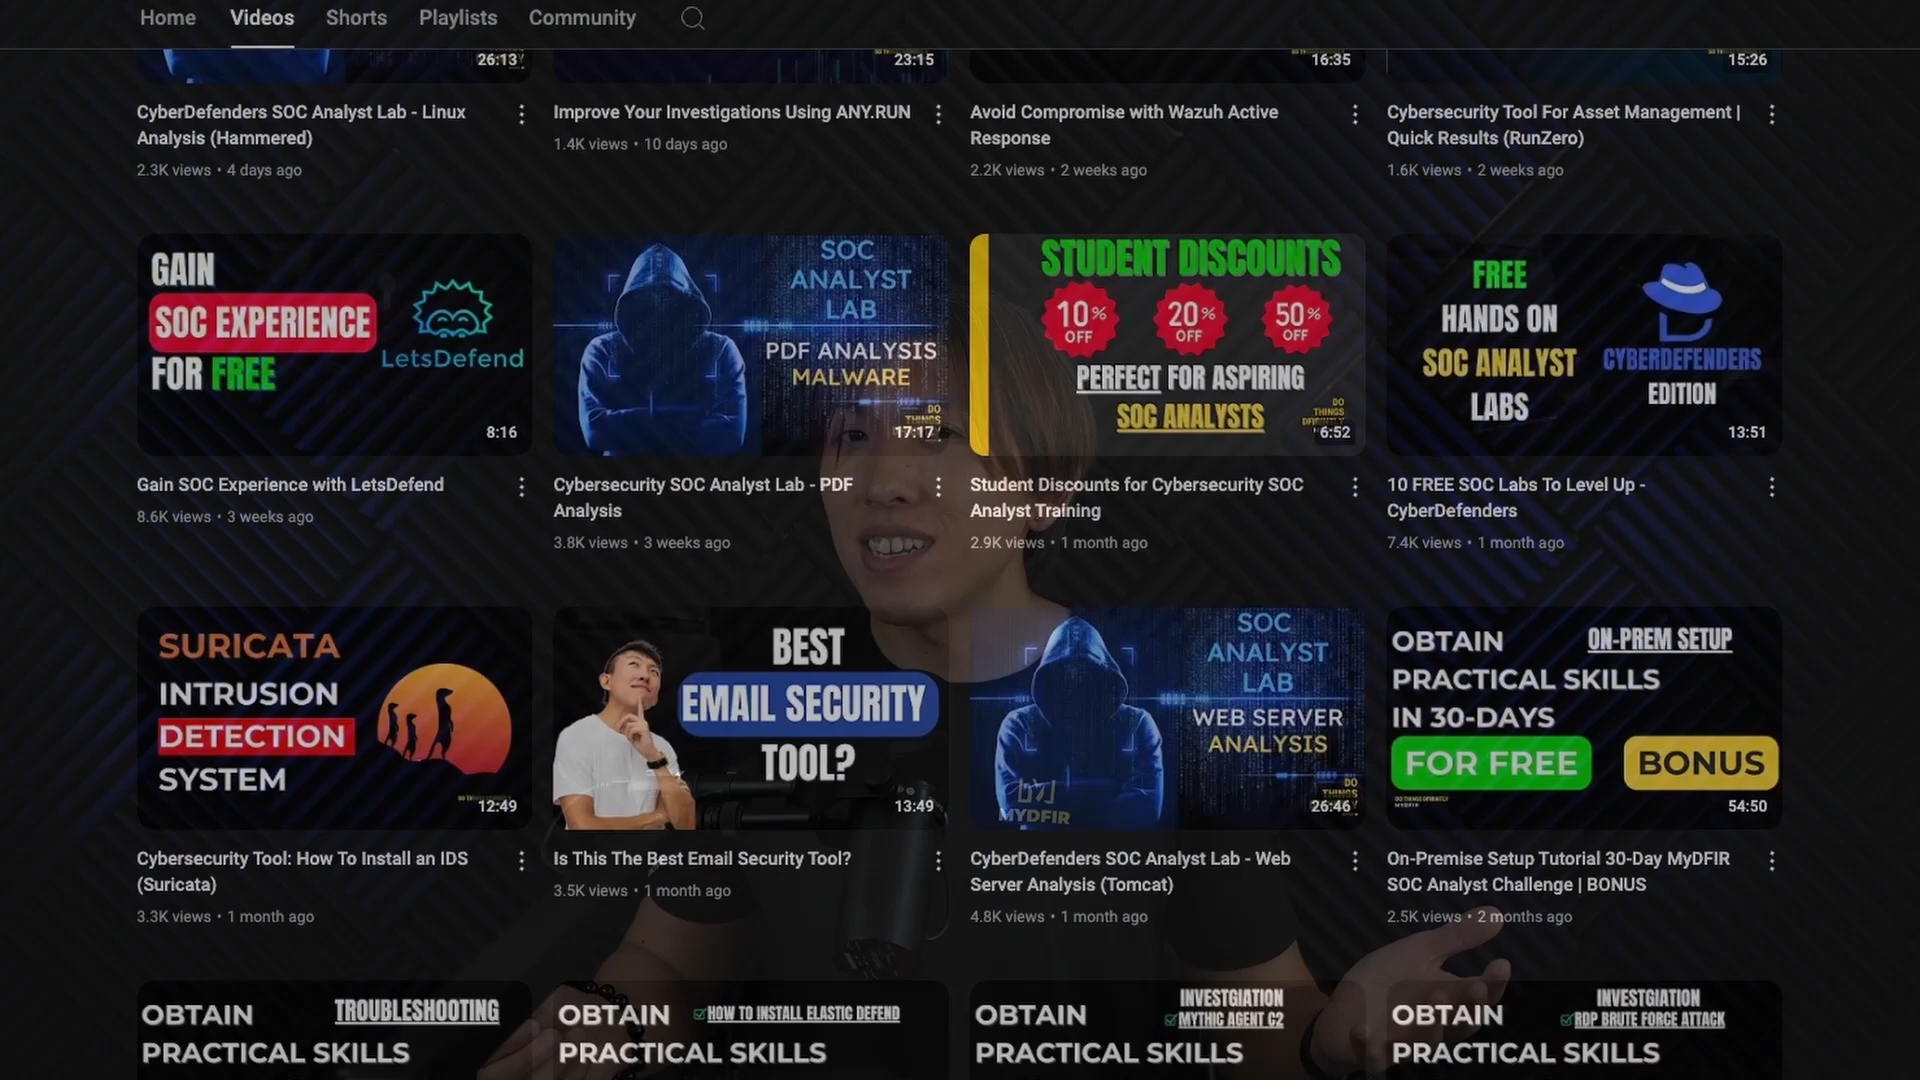 Home Videos Shorts Playlists Community
26:13
23:15
16:35
15:26
CyberDefenders SOC Analyst Lab - Linux
Analysis (Hammered)
2.3K views • 4 days ago
Improve Your Investigations Using ANY.RUN
1.4K views • 10 days ago
Avoid Compromise with Wazuh Active
Response
2.2K views • 2 weeks ago
Cybersecurity Tool For Asset Management |
Quick Results (RunZero)
1.6K views • 2 weeks ago
GAIN
SOC EXPERIENCE
FOR FREE
LetsDefend
8:16
SOC
ANALYST
LAB
PDF ANALYSIS
MALWARE
DO
THINGS
17:17
STUDENT DISCOUNTS
10% OFF
20% OFF
50% OFF
PERFECT FOR ASPIRING
SOC ANALYSTS
DO
THINGS
6:52
FREE
HANDS ON
SOC ANALYST
LABS
CYBERDEFENDERS
EDITION
13:51
Gain SOC Experience with LetsDefend
8.6K views • 3 weeks ago
Cybersecurity SOC Analyst Lab - PDF
Analysis
3.8K views • 3 weeks ago
Student Discounts for Cybersecurity SOC
Analyst Training
2.9K views • 1 month ago
10 FREE SOC Labs To Level Up -
CyberDefenders
7.4K views • 1 month ago
SURICATA
INTRUSION
DETECTION
SYSTEM
12:49
BEST
EMAIL SECURITY
TOOL?
13:49
SOC
ANALYST
LAB
WEB SERVER
ANALYSIS
MYDFIR
DO
THINGS
26:46
OBTAIN
ON-PREM SETUP
PRACTICAL SKILLS
IN 30-DAYS
FOR FREE
BONUS
DO THINGS DFIRINTLY
MYDFIR
54:50
Cybersecurity Tool: How To Install an IDS
(Suricata)
3.3K views • 1 month ago
Is This The Best Email Security Tool?
3.5K views • 1 month ago
CyberDefenders SOC Analyst Lab - Web
Server Analysis (Tomcat)
4.8K views • 1 month ago
On-Premise Setup Tutorial 30-Day MyDFIR
SOC Analyst Challenge | BONUS
2.5K views • 2 months ago
OBTAIN
TROUBLESHOOTING
PRACTICAL SKILLS
OBTAIN
HOW TO INSTALL ELASTIC DEFEND
PRACTICAL SKILLS
OBTAIN
INVESTGIATION
MYTHIC AGENT C2
PRACTICAL SKILLS
OBTAIN
INVESTGIATION
RDP BRUTE FORCE ATTACK
PRACTICAL SKILLS